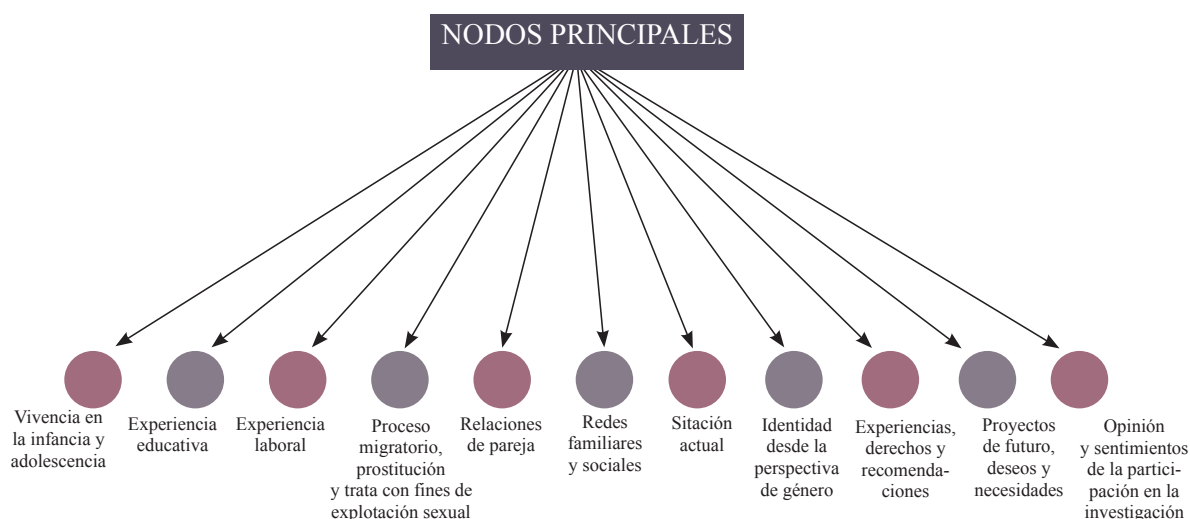 NODOS PRINCIPALES
Vivencia en
la infancia y
adolescencia
Experiencia
educativa
Experiencia
laboral
Proceso
migratorio,
prostitución
y trata con fines de
explotación sexual
Relaciones
de pareja
Redes
familiares
y sociales
Sitación
actual
Identidad
desde la
perspectiva
de género
Experiencias,
derechos y
recomenda-
ciones
Proyectos
de futuro,
deseos y
necesidades
Opinión
y sentimientos
de la partici-
pación en la
investigación